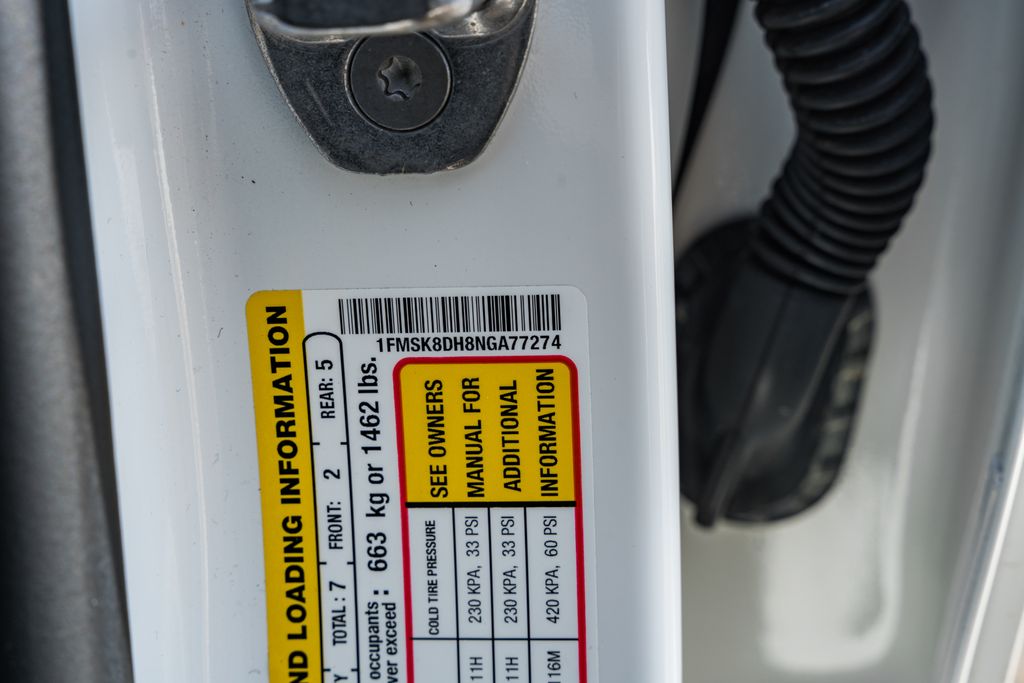 1FMSK8DH8NGA77274
ND LOADING INFORMATION
TOTAL: 7 FRONT: 2 REAR: 5
occupants
ver exceed : 663 kg or 1462 lbs.
COLD TIRE PRESSURE
11H 230 KPA, 33 PSI
11H 230 KPA, 33 PSI
116M 420 KPA, 60 PSI
SEE OWNERS
MANUAL FOR
ADDITIONAL
INFORMATION